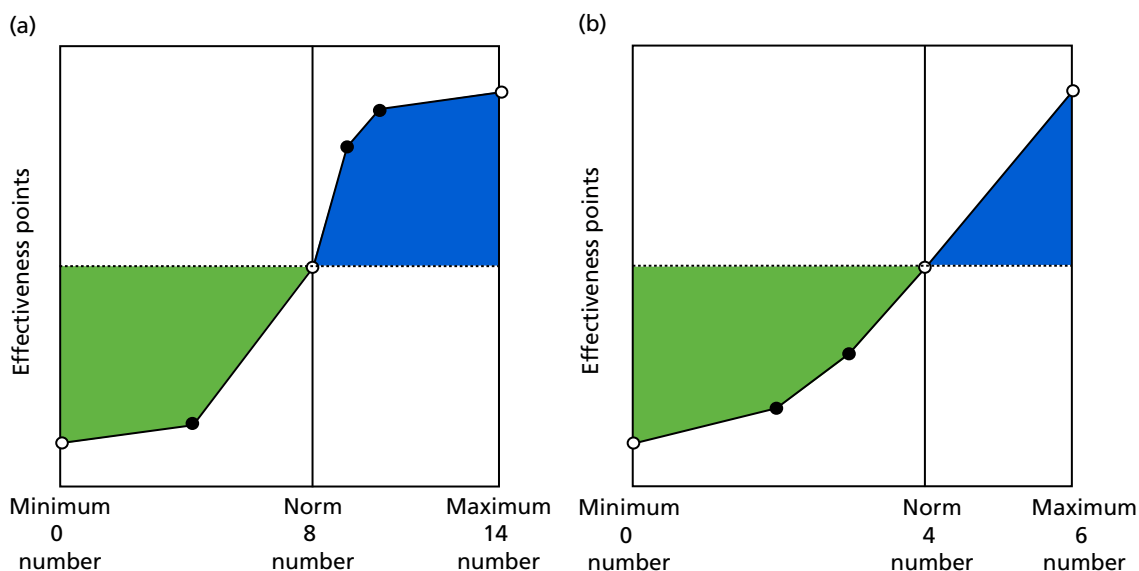 (a)
Effectiveness points
Minimum
0
number
Norm
8
number
Maximum
14
number
(b)
Effectiveness points
Minimum
0
number
Norm
4
number
Maximum
6
number